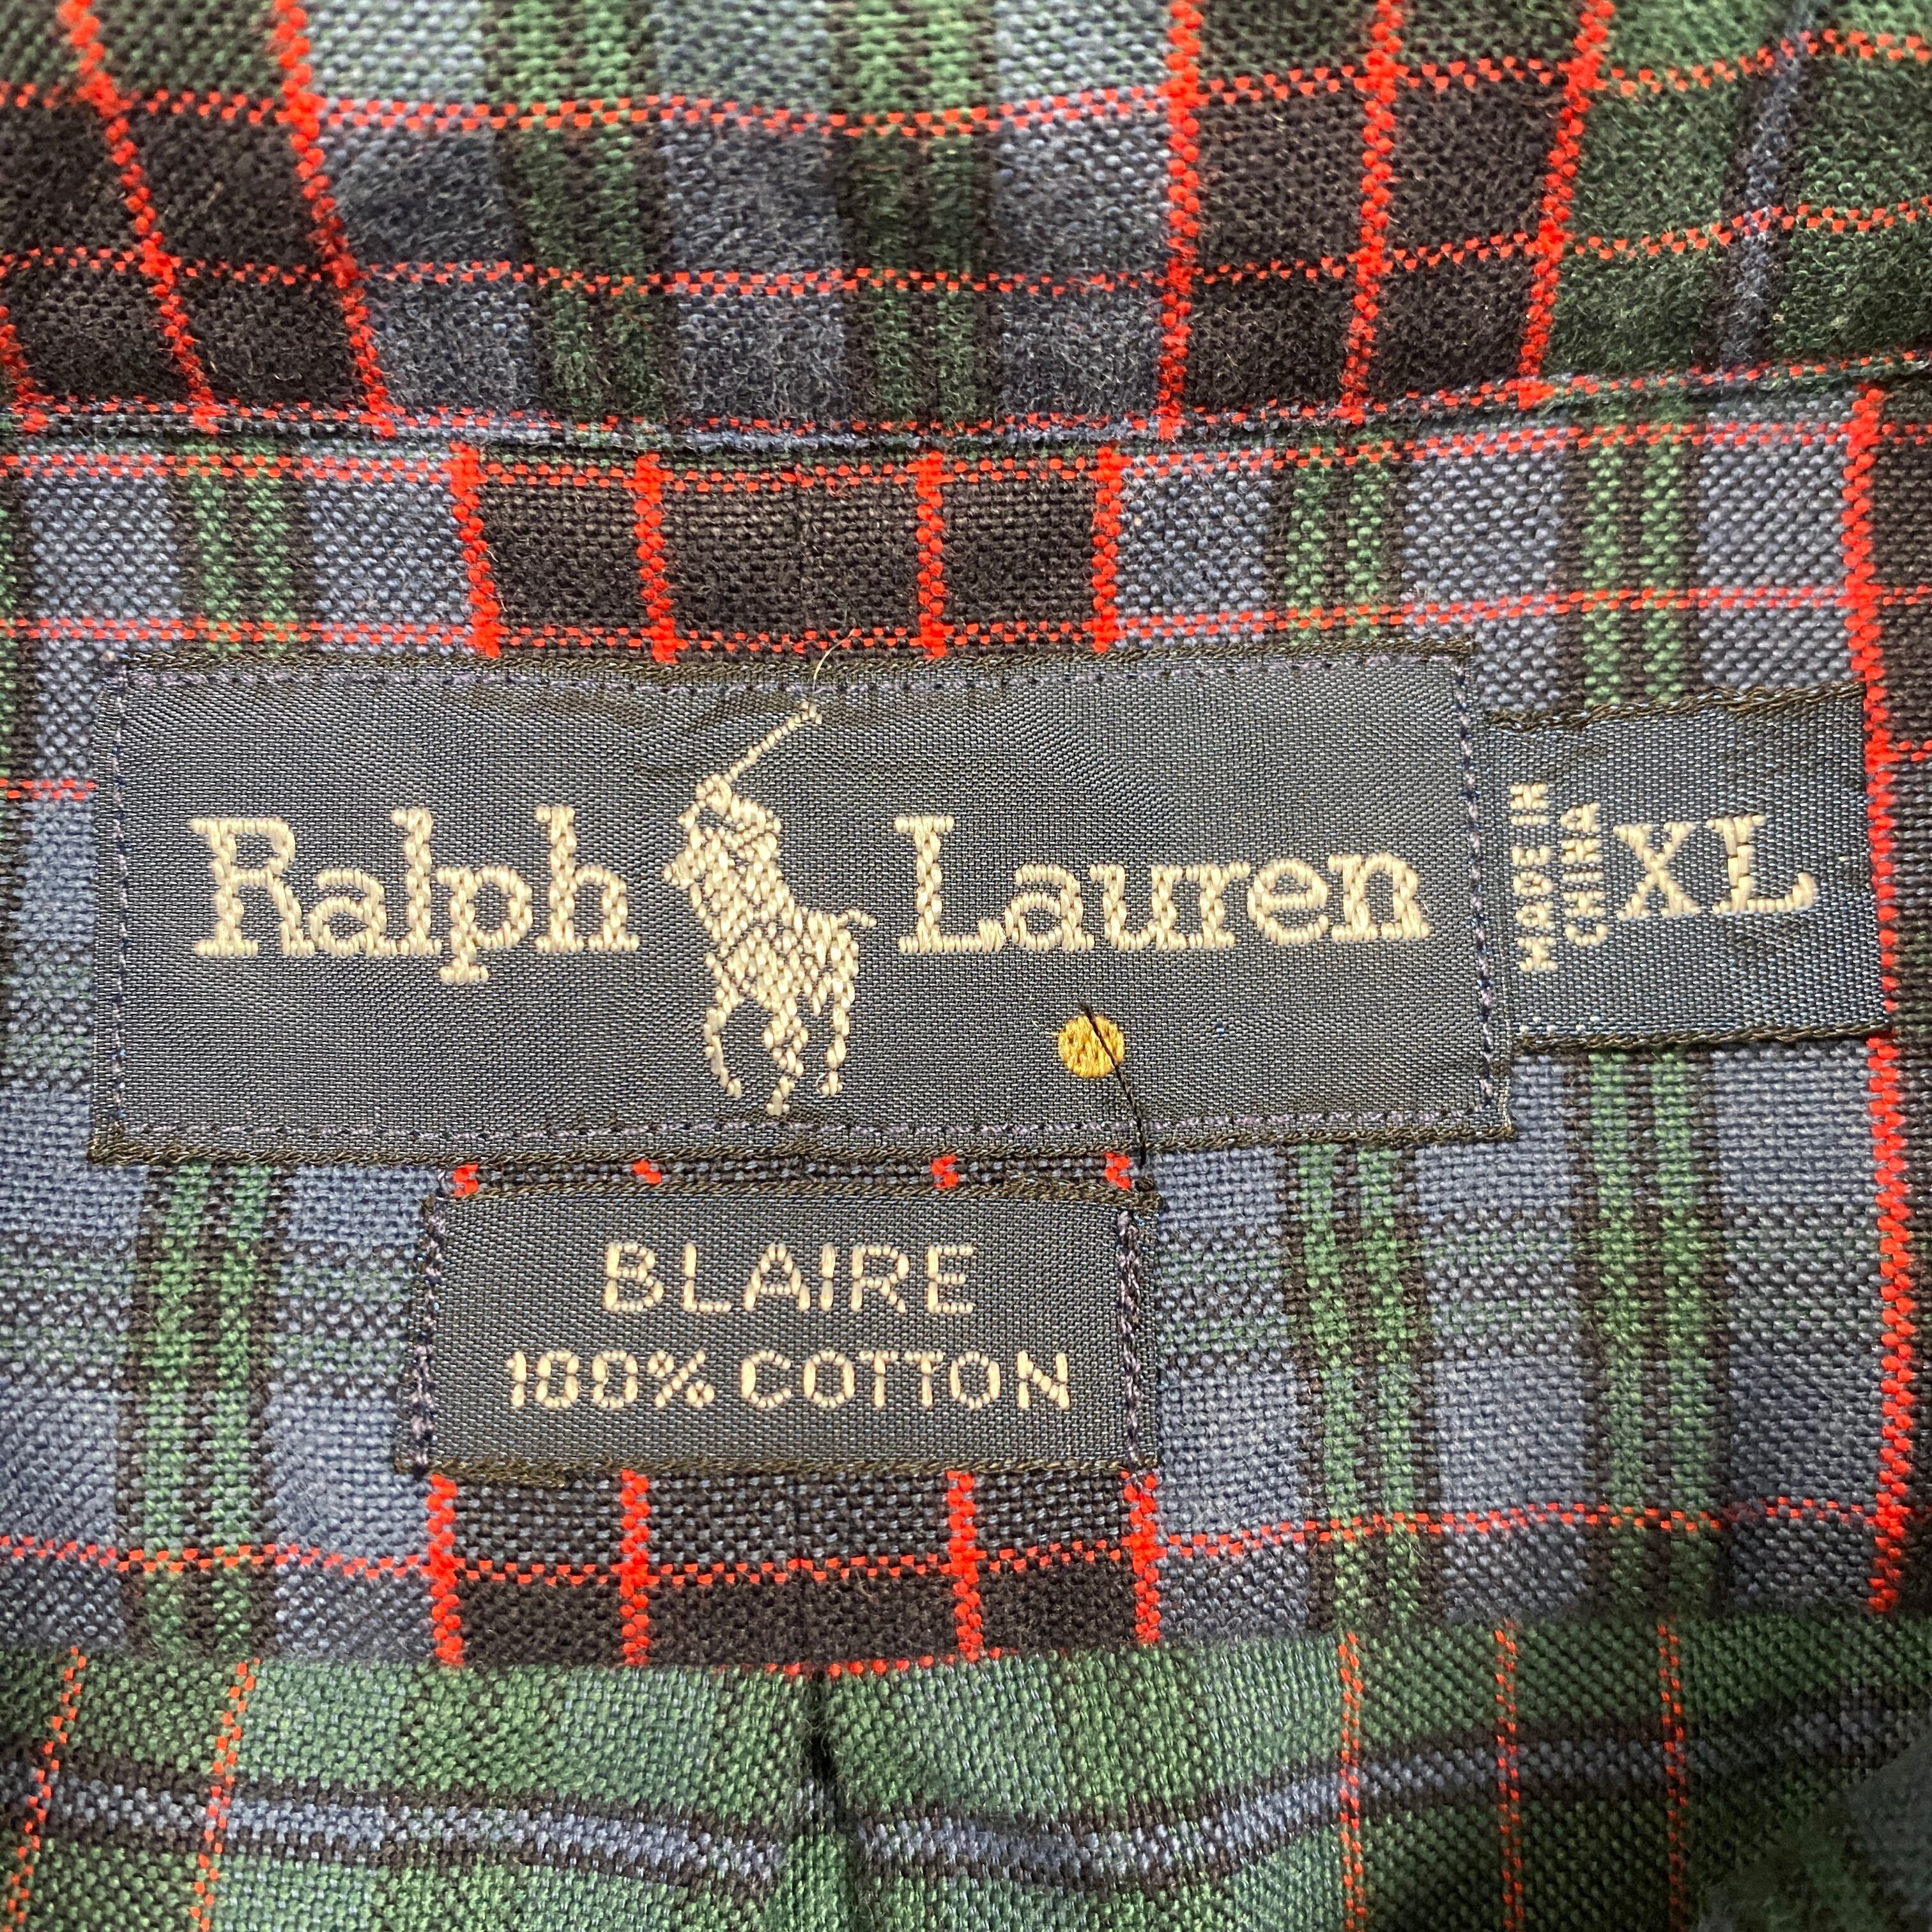 Ralph Lauren
MADE IN
CHINA
XL
BLAIRE
100% COTTON